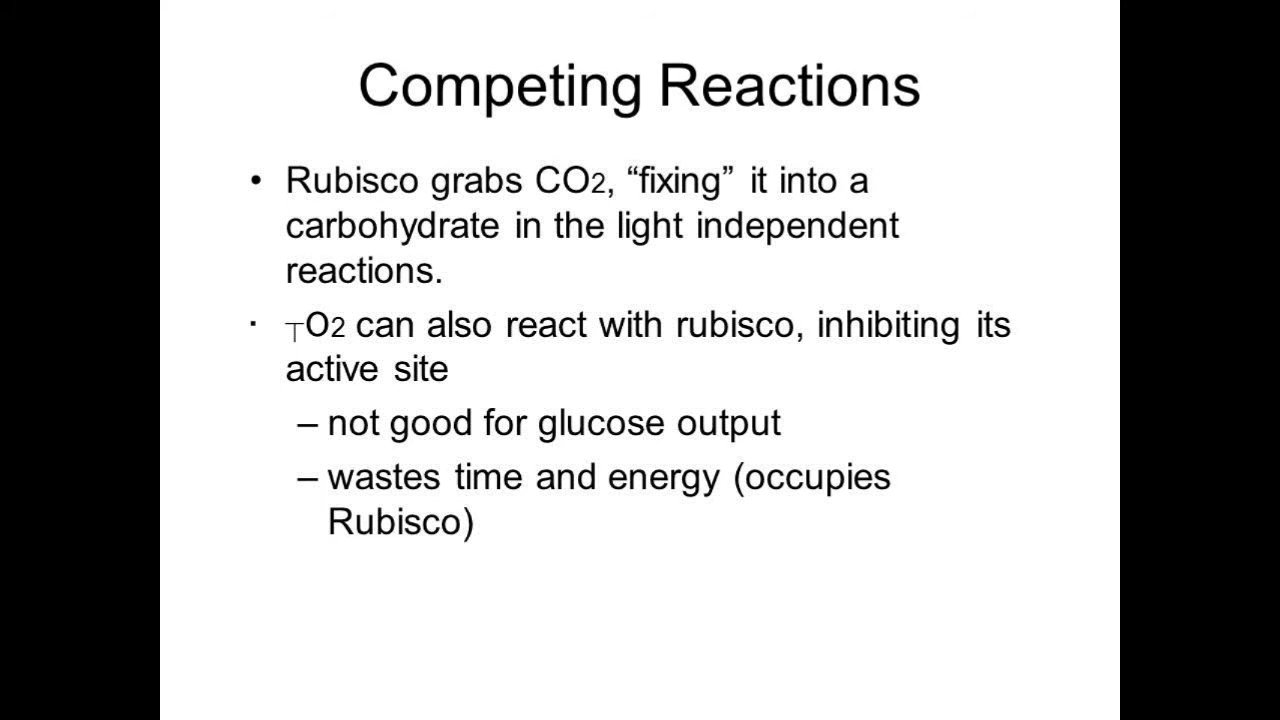 Competing Reactions
• Rubisco grabs CO2, “fixing” it into a
carbohydrate in the light independent
reactions.
· ┬O2 can also react with rubisco, inhibiting its
active site
– not good for glucose output
– wastes time and energy (occupies
Rubisco)